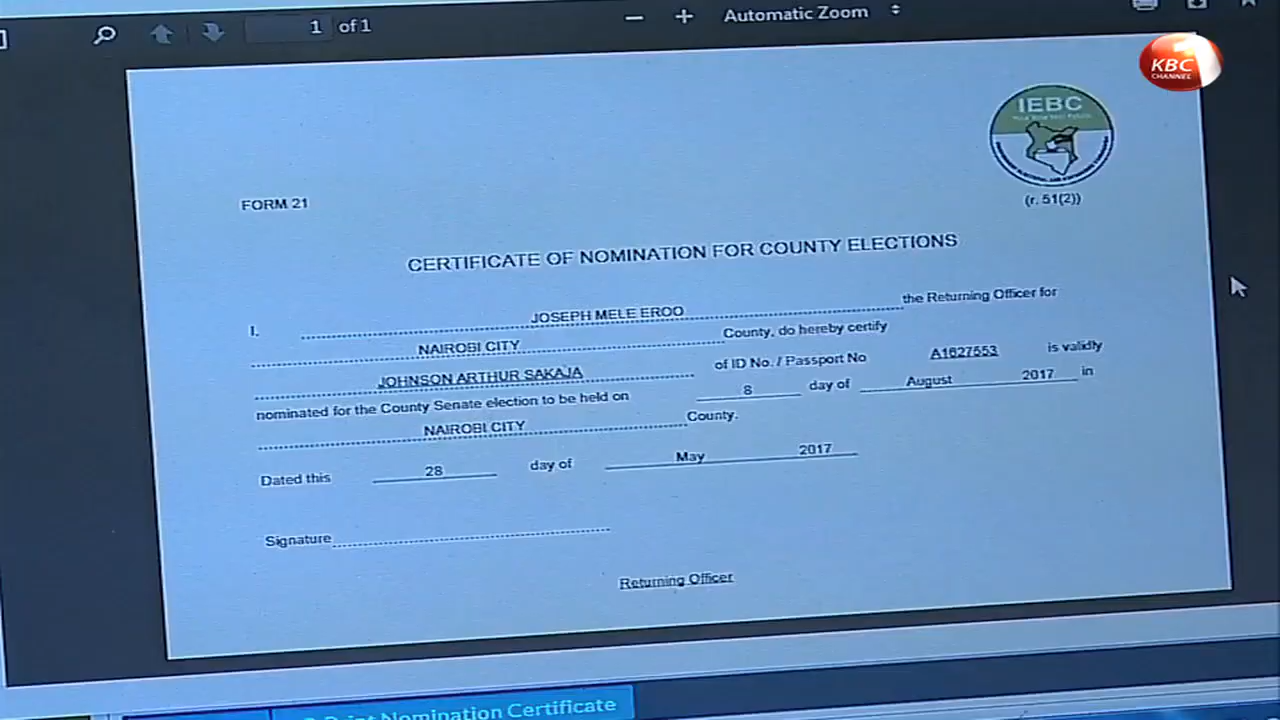 1 of 1
Automatic Zoom
KBC
CHANNEL 1
IEBC
(r. 51(2))
FORM 21
CERTIFICATE OF NOMINATION FOR COUNTY ELECTIONS
I, JOSEPH MELE EROO the Returning Officer for
NAIROBI CITY County, do hereby certify
JOHNSON ARTHUR SAKAJA of ID No. / Passport No A1627553 is validly
nominated for the County Senate election to be held on 8 day of August 2017 in
NAIROBI CITY County.
Dated this 28 day of May 2017
Signature
Returning Officer
Print Nomination Certificate